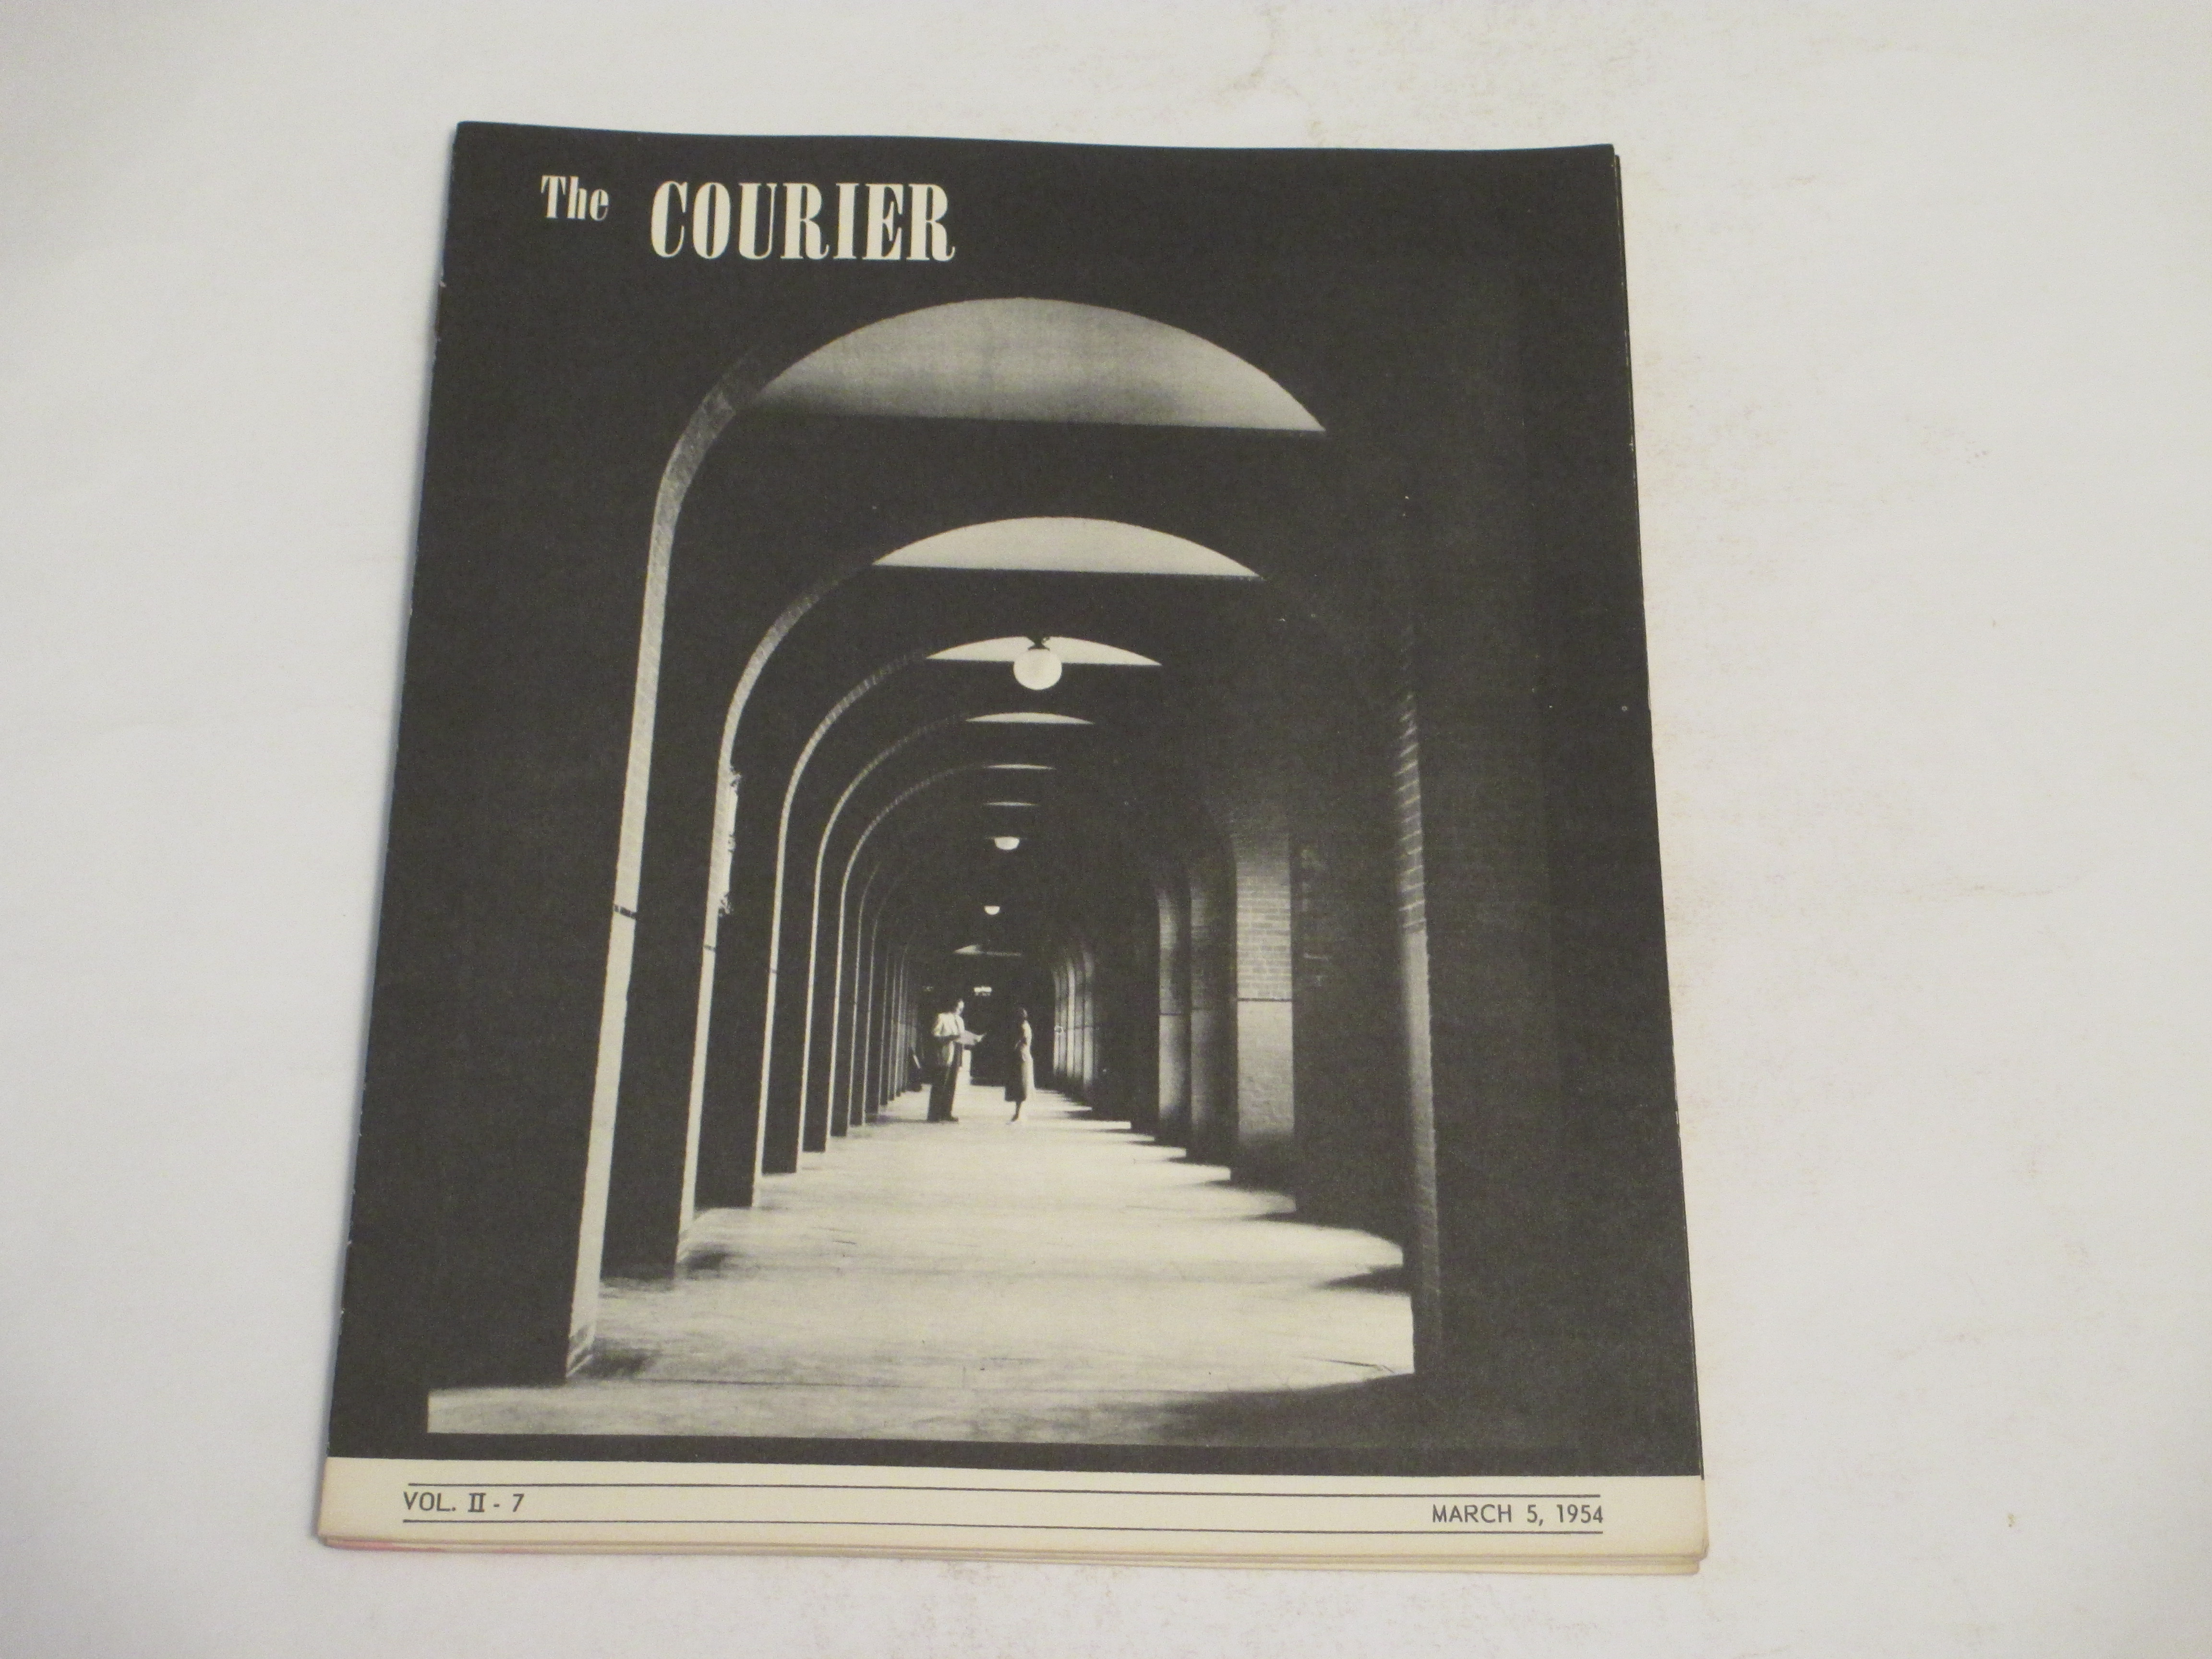 The COURIER
VOL. II - 7
MARCH 5, 1954